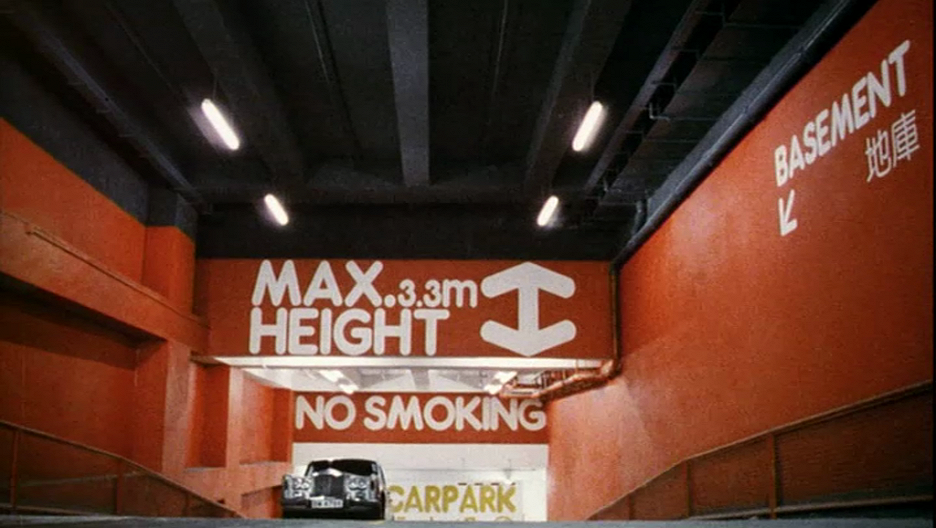 MAX. 3.3m
HEIGHT
NO SMOKING
CARPARK
BASEMENT
地庫